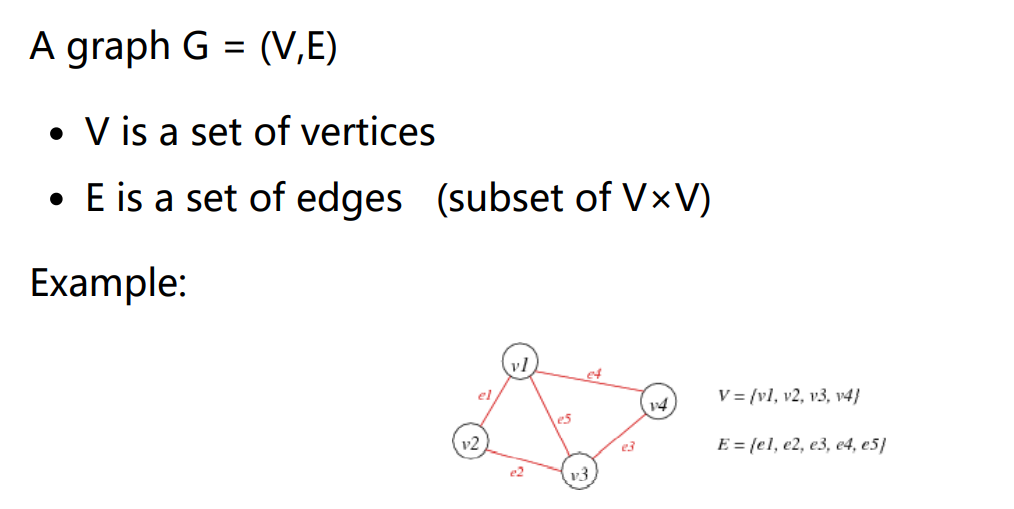 A graph G = (V,E)
• V is a set of vertices
• E is a set of edges (subset of V×V)
Example:
v1
e4
e1
v4
V = {v1, v2, v3, v4}
e5
v2
e3
E = {e1, e2, e3, e4, e5}
e2
v3